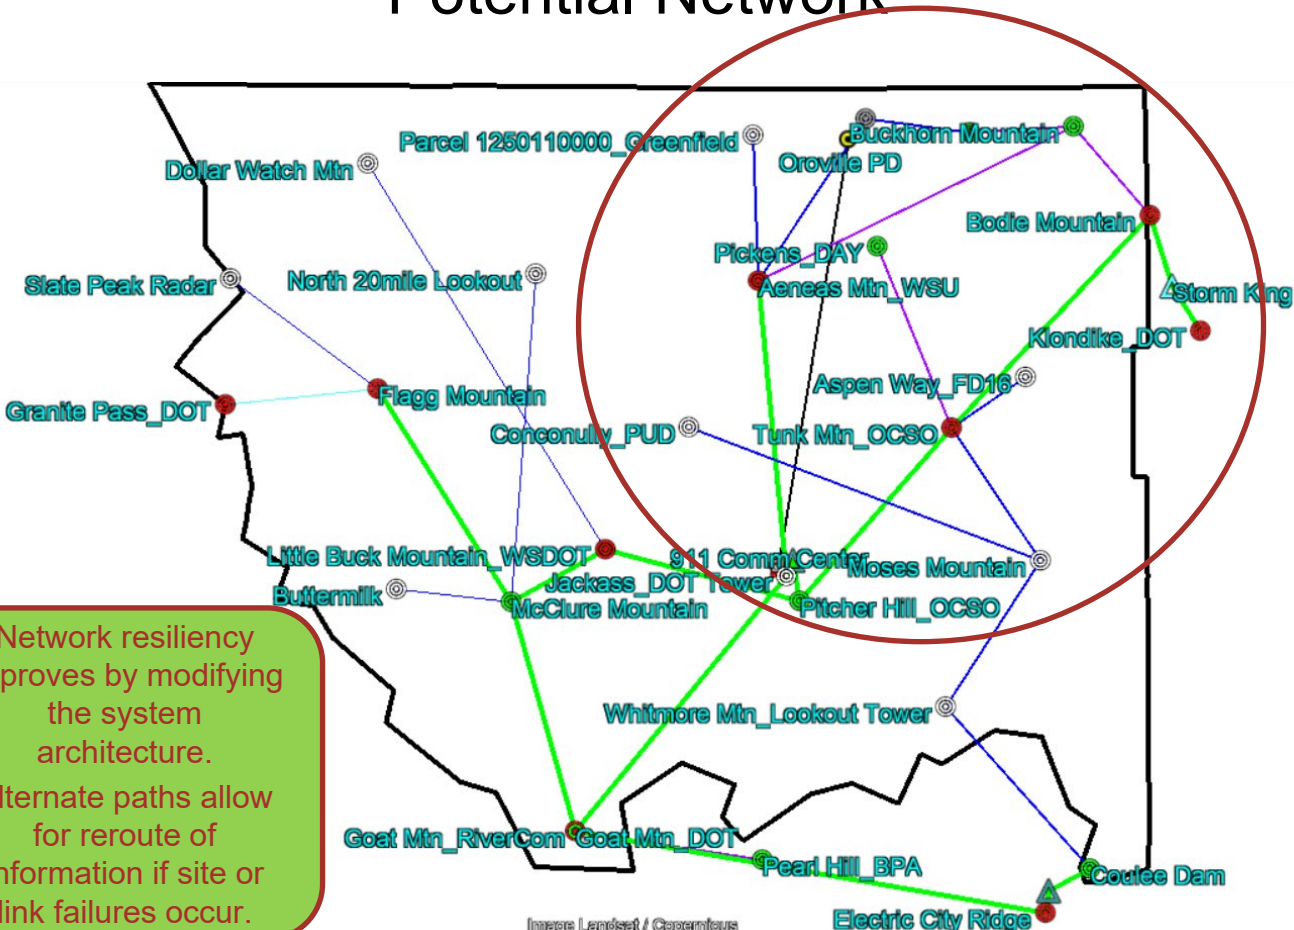 Potential Network
Parcel 1250110000_Greenfield
Buckhorn Mountain
Oroville PD
Dollar Watch Mtn
Bodie Mountain
Pickens_DAY
Slate Peak Radar
North 20mile Lookout
Aeneas Mtn_WSU
Storm King
Klondike_DOT
Aspen Way_FD16
Flagg Mountain
Granite Pass_DOT
Conconully_PUD
Tunk Mtn_OCSO
Little Buck Mountain_WSDOT
911 Comm Center
Moses Mountain
Jackass_DOT Tower
Buttermilk
McClure Mountain
Pitcher Hill_OCSO
Network resiliency
proves by modifying
the system
architecture.
lternate paths allow
for reroute of
nformation if site or
link failures occur.
Whitmore Mtn_Lookout Tower
Goat Mtn_RiverCom
Goat Mtn_DOT
Pearl Hill_BPA
Coulee Dam
Electric City Ridge
Image Landsat / Copernicus